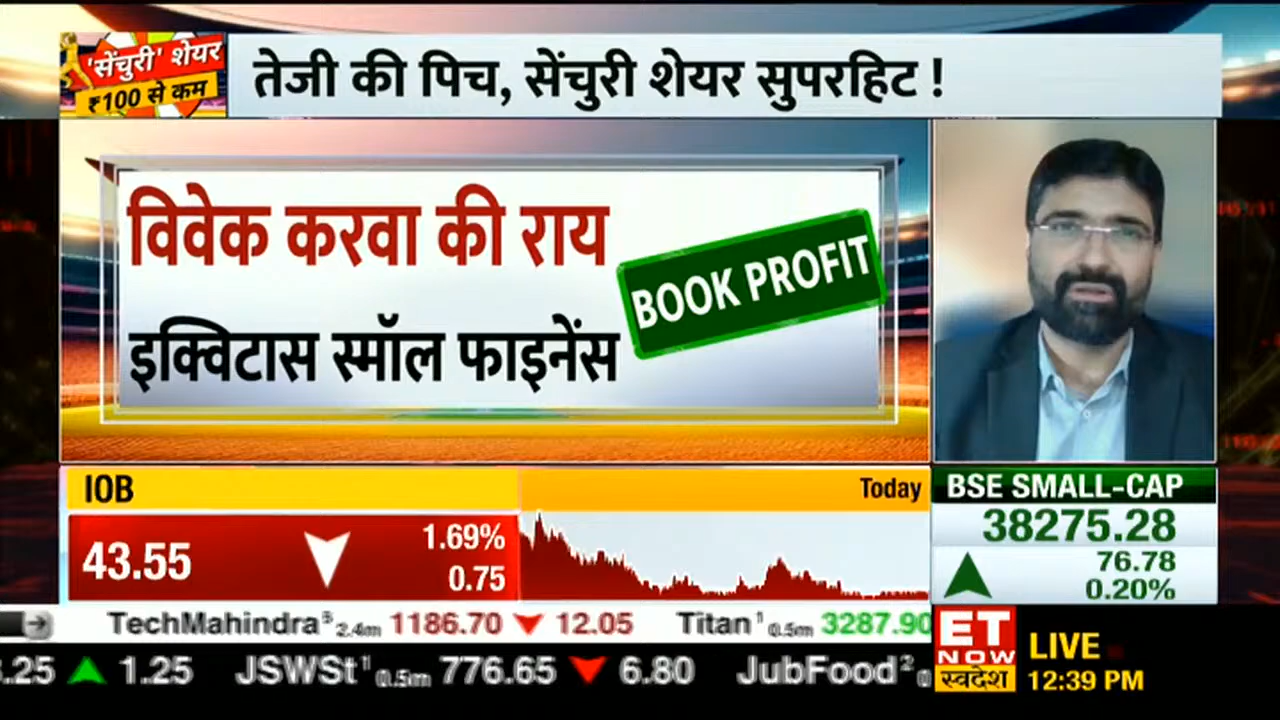 'सेंचुरी' शेयर
₹100 से कम
तेजी की पिच, सेंचुरी शेयर सुपरहिट !
विवेक करवा की राय
BOOK PROFIT
इक्विटास स्मॉल फाइनेंस
IOB
Today
43.55
1.69%
0.75
BSE SMALL-CAP
38275.28
76.78
0.20%
TechMahindra 2.4m 1186.70 12.05 Titan 1 0.5m 3287.90
.25 1.25 JSWSt 1 0.5m 776.65 6.80 JubFood 2
ET
NOW
स्वदेश
LIVE
12:39 PM